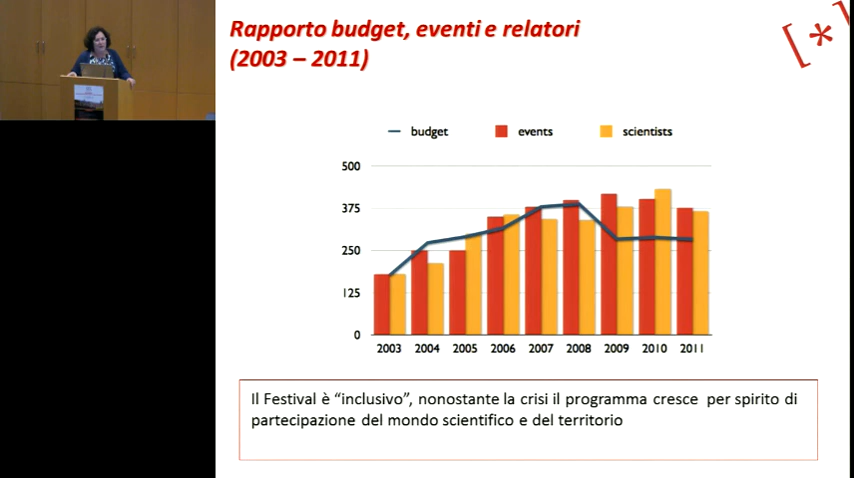 Rapporto budget, eventi e relatori
(2003 – 2011)
[*]
budget
events
scientists
500
375
250
125
0
2003 2004 2005 2006 2007 2008 2009 2010 2011
Il Festival è “inclusivo”, nonostante la crisi il programma cresce per spirito di
partecipazione del mondo scientifico e del territorio